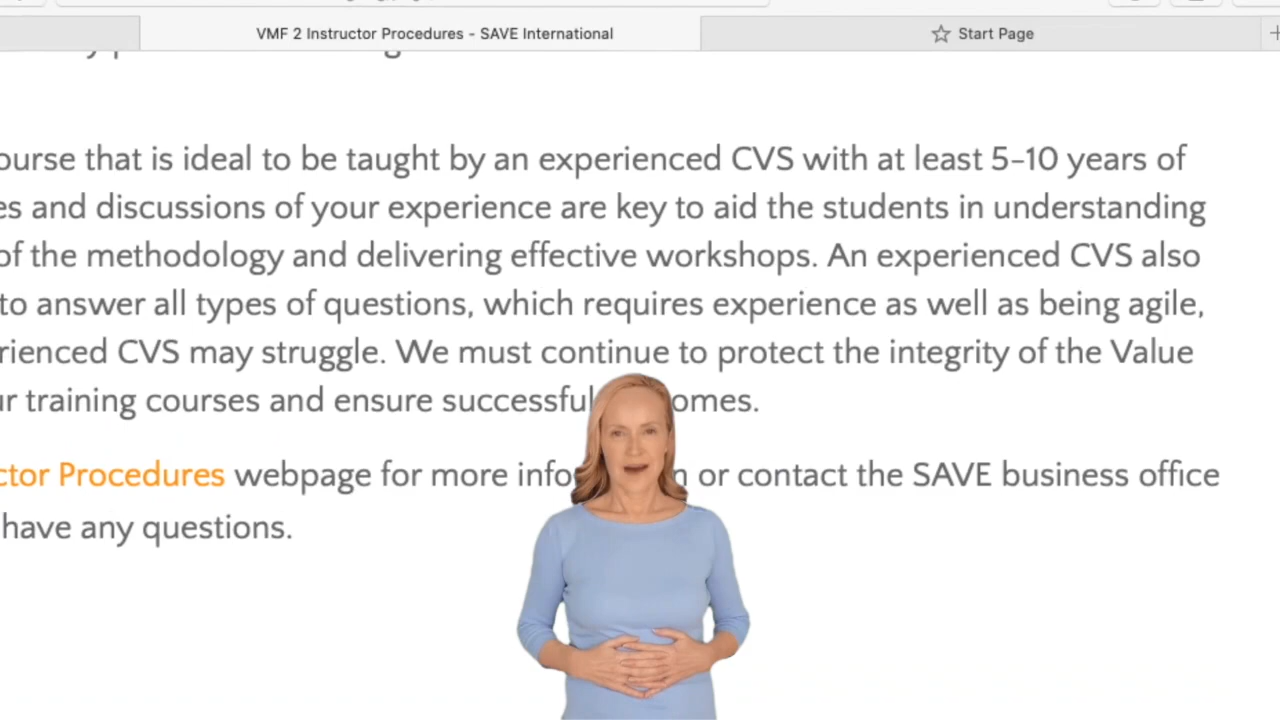 VMF 2 Instructor Procedures - SAVE International
Start Page
ourse that is ideal to be taught by an experienced CVS with at least 5–10 years of
es and discussions of your experience are key to aid the students in understanding
of the methodology and delivering effective workshops. An experienced CVS also
to answer all types of questions, which requires experience as well as being agile,
rienced CVS may struggle. We must continue to protect the integrity of the Value
ur training courses and ensure successful omes.
ctor Procedures webpage for more info n or contact the SAVE business office
have any questions.